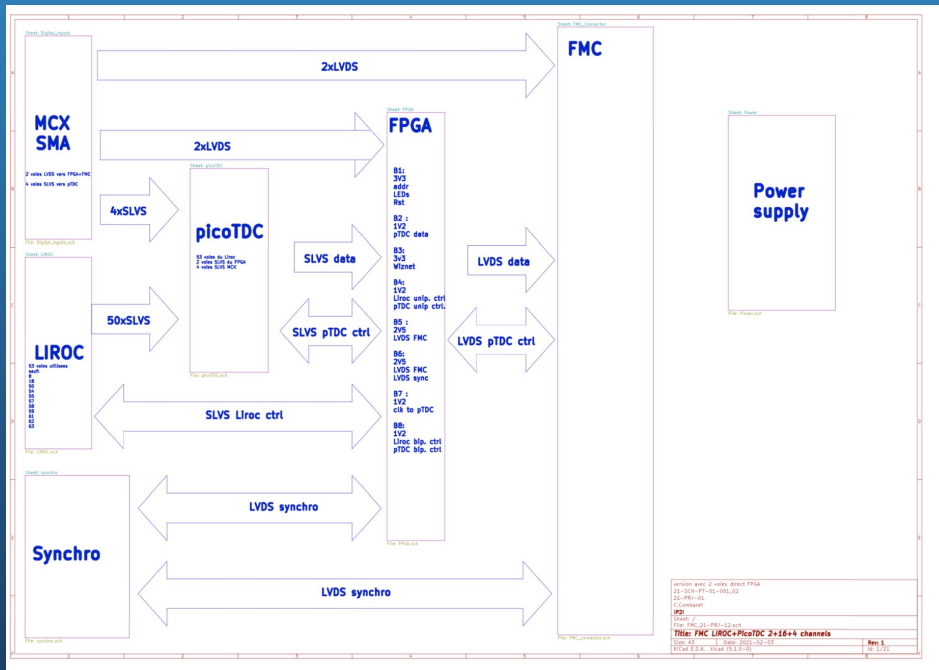 Sheet: Digital_inputs
MCX
SMA
2 voies LVDS vers FPGA+FMC
4 voies SLVS vers pTDC
File: Digital_inputs.sch
2xLVDS
2xLVDS
4xSLVS
Sheet: picoTDC
picoTDC
53 voies du Liroc
2 voies SLVS du FPGA
4 voies SLVS MCX
File: picoTDC.sch
Sheet: LIROC
LIROC
53 voies utilisees
sauf:
8
18
50
54
55
57
58
59
61
62
63
File: LIROC.sch
50xSLVS
SLVS data
SLVS pTDC ctrl
SLVS Liroc ctrl
Sheet: FPGA
FPGA
B1:
3V3
addr
LEDs
Rst
B2 :
1V2
pTDC data
B3:
3v3
Wiznet
B4:
1V2
Liroc unip. ctrl
pTDC unip ctrl.
B5 :
2V5
LVDS FMC
B6:
2V5
LVDS FMC
LVDS sync
B7 :
1V2
clk to pTDC
B8:
1V2
Liroc bip. ctrl
pTDC bip. ctrl
File: FPGA.sch
LVDS data
LVDS pTDC ctrl
Sheet: FMC_Connector
FMC
File: FMC_connector.sch
Sheet: Power
Power
supply
File: Power.sch
Sheet: synchro
Synchro
File: synchro.sch
LVDS synchro
LVDS synchro
version avec 2 voies direct FPGA
21-SCH-PT-01-001_02
21-PRJ-01
C.Combaret
IP2I
Sheet: /
File: FMC_21-PRJ-12.sch
Title: FMC LIROC+PicoTDC 2+16+4 channels
Size: A3 Date: 2021-02-03 Rev: 1
KiCad E.D.A. kicad (5.1.0-0) Id: 1/21